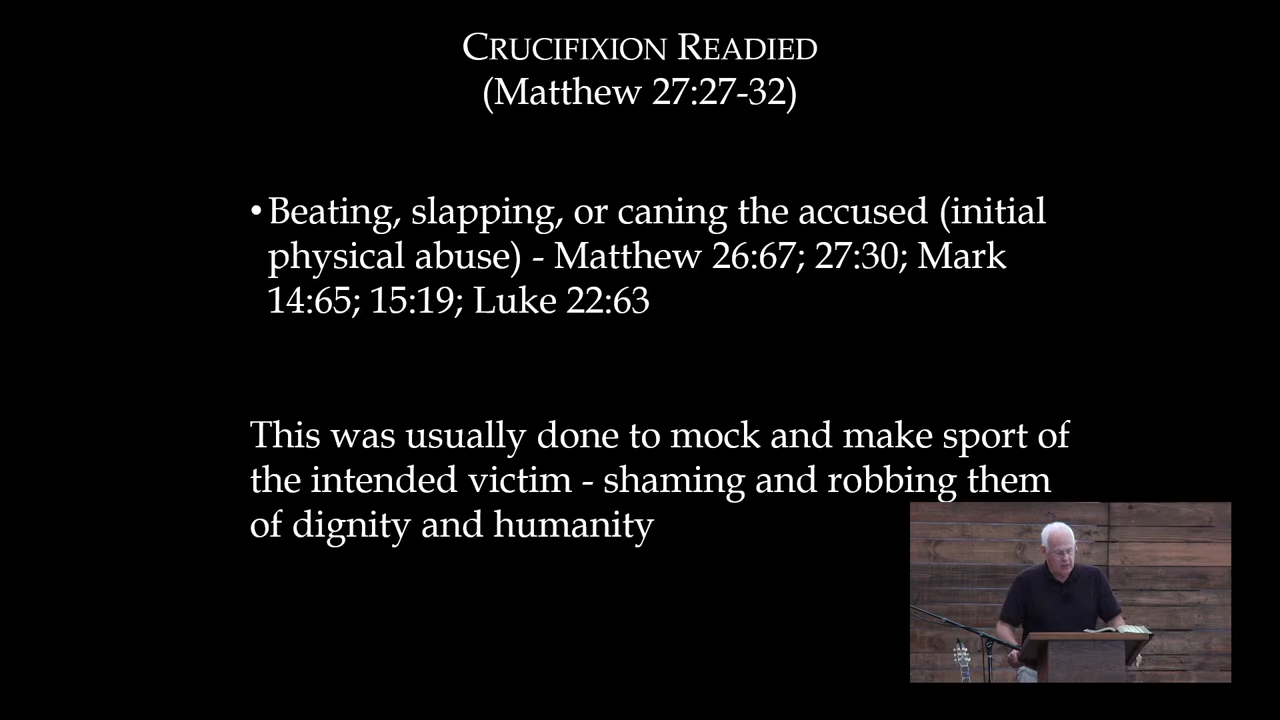 CRUCIFIXION READIED
(Matthew 27:27-32)
•Beating, slapping, or caning the accused (initial
physical abuse) - Matthew 26:67; 27:30; Mark
14:65; 15:19; Luke 22:63
This was usually done to mock and make sport of
the intended victim - shaming and robbing them
of dignity and humanity